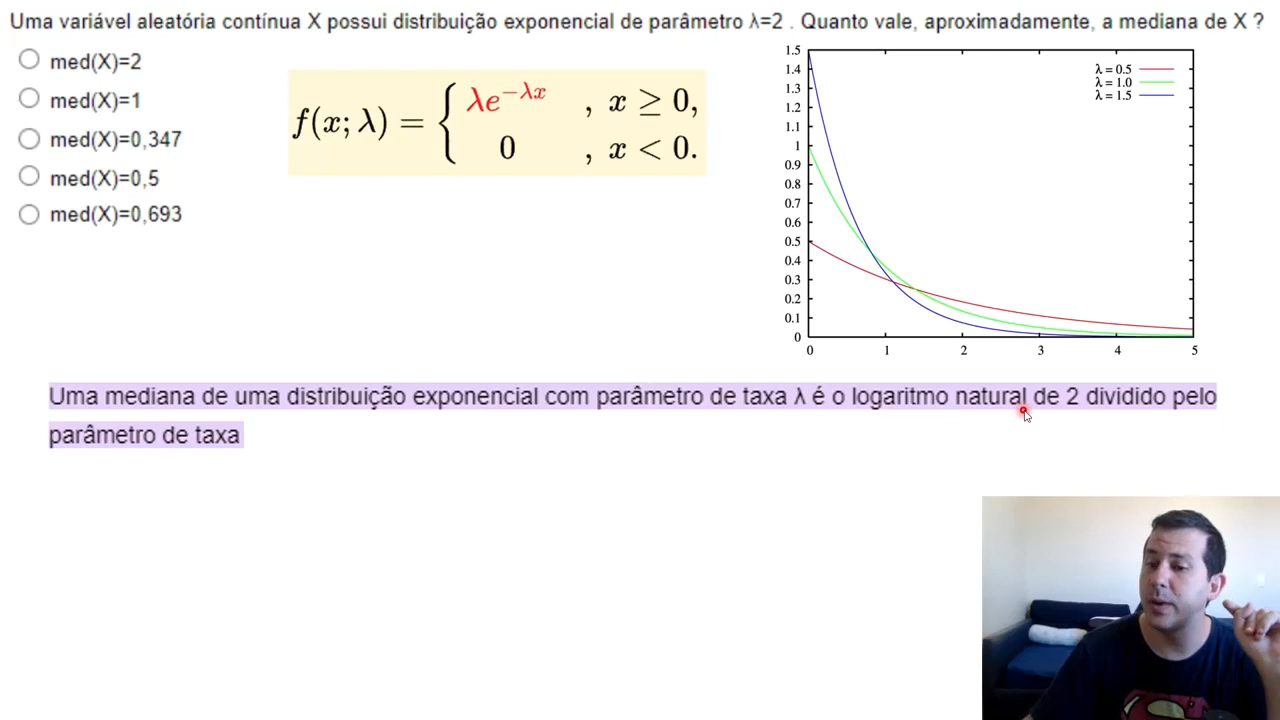 Uma variável aleatória contínua X possui distribuição exponencial de parâmetro λ=2 . Quanto vale, aproximadamente, a mediana de X ?
med(X)=2
med(X)=1
med(X)=0,347
med(X)=0,5
med(X)=0,693
f(x; λ) = { λe^{-λx} , x ≥ 0,
0 , x < 0.
λ = 0.5
λ = 1.0
λ = 1.5
1.5
1.4
1.3
1.2
1.1
1
0.9
0.8
0.7
0.6
0.5
0.4
0.3
0.2
0.1
0
0 1 2 3 4 5
Uma mediana de uma distribuição exponencial com parâmetro de taxa λ é o logaritmo natural de 2 dividido pelo
parâmetro de taxa